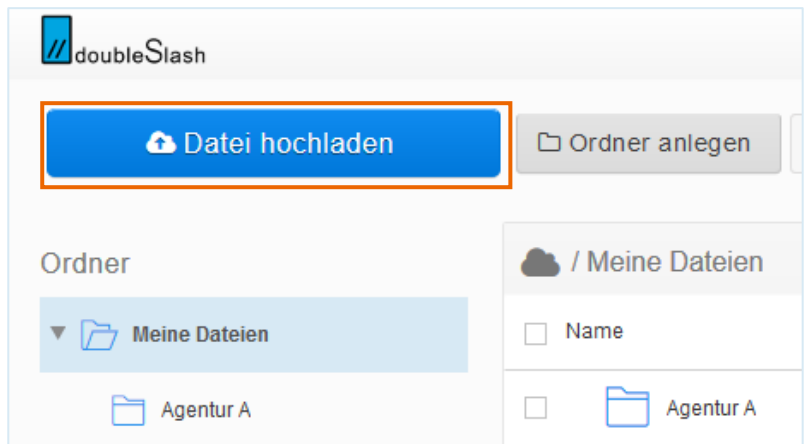 // doubleSlash
Datei hochladen
Ordner anlegen
Ordner
/ Meine Dateien
Meine Dateien
Name
Agentur A
Agentur A